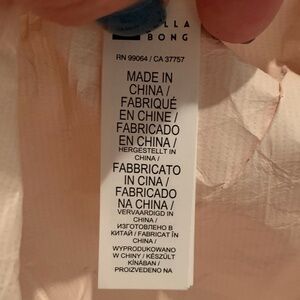 BONG
RN 99064 / CA 37757
MADE IN
CHINA /
FABRIQUÉ
EN CHINE /
FABRICADO
EN CHINA /
HERGESTELLT IN
CHINA /
FABBRICATO
IN CINA /
FABRICADO
NA CHINA /
VERVAARDIGD IN
CHINA /
ИЗГОТОВЛЕНО В
КИТАЙ / FABRICAT ÎN
CHINA /
WYPRODUKOWANO
W CHINY / KÉSZÜLT
KÍNÁBAN /
PROIZVEDENO NA